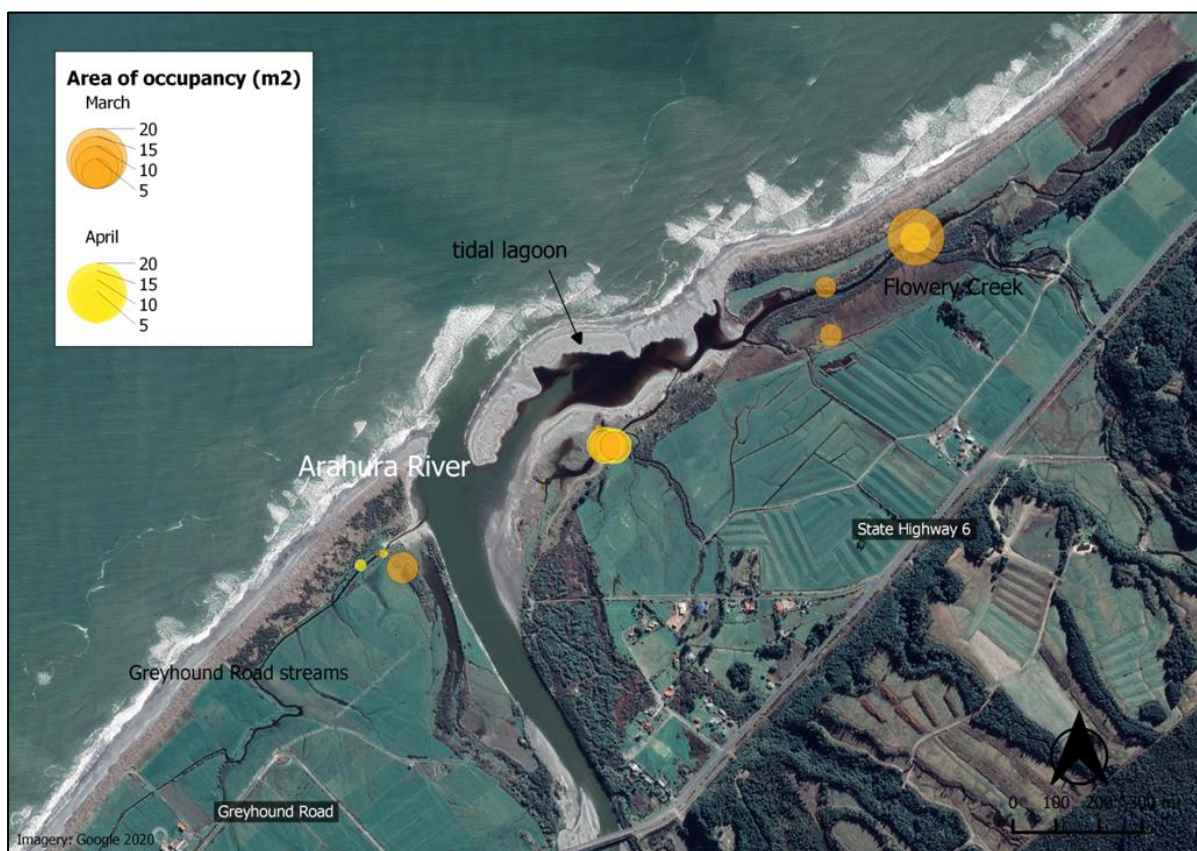 Area of occupancy (m2)
March
20
15
10
5
April
20
15
10
5
tidal lagoon
Flowery Creek
Arahura River
State Highway 6
Greyhound Road streams
Greyhound Road
0 100 200 300 m
Imagery: Google 2020